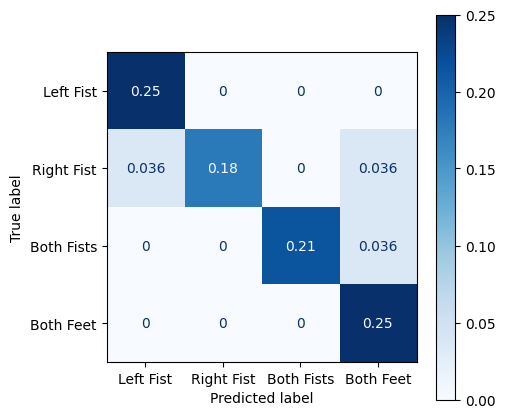 Left Fist 0.25 0 0 0
Right Fist 0.036 0.18 0 0.036
Both Fists 0 0 0.21 0.036
Both Feet 0 0 0 0.25
Left Fist Right Fist Both Fists Both Feet
Predicted label
True label
0.25
0.20
0.15
0.10
0.05
0.00